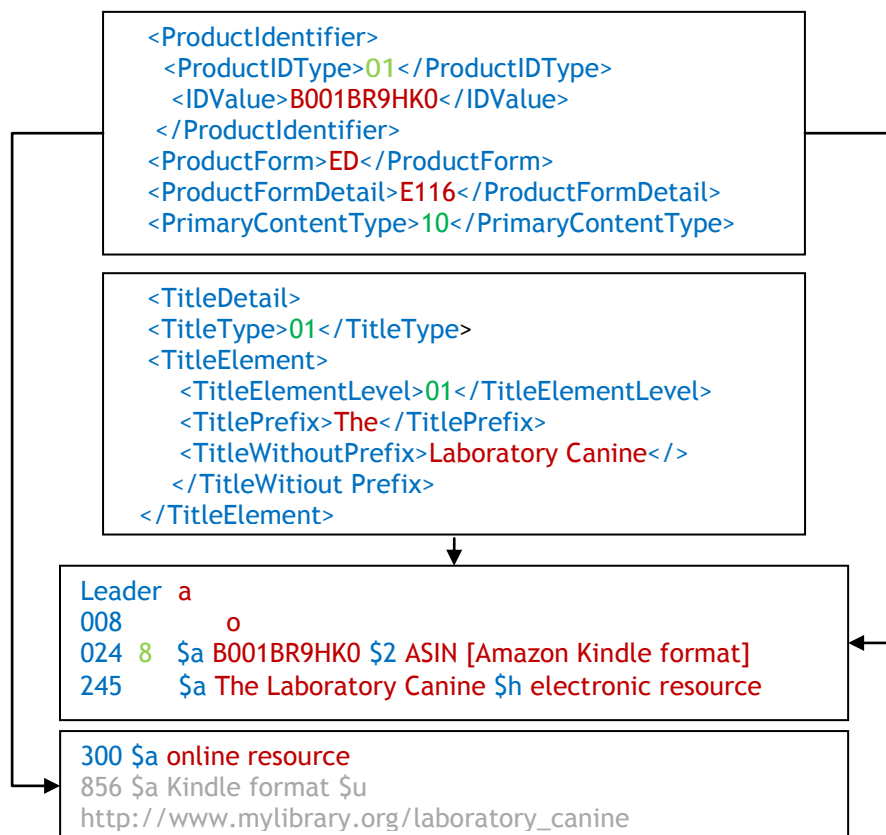 <ProductIdentifier>
<ProductIDType>01</ProductIDType>
<IDValue>B001BR9HK0</IDValue>
</ProductIdentifier>
<ProductForm>ED</ProductForm>
<ProductFormDetail>E116</ProductFormDetail>
<PrimaryContentType>10</PrimaryContentType>
<TitleDetail>
<TitleType>01</TitleType>
<TitleElement>
<TitleElementLevel>01</TitleElementLevel>
<TitlePrefix>The</TitlePrefix>
<TitleWithoutPrefix>Laboratory Canine</>
</TitleWitiout Prefix>
</TitleElement>
Leader a
008 o
024 8 $a B001BR9HK0 $2 ASIN [Amazon Kindle format]
245 $a The Laboratory Canine $h electronic resource
300 $a online resource
856 $a Kindle format $u
http://www.mylibrary.org/laboratory_canine